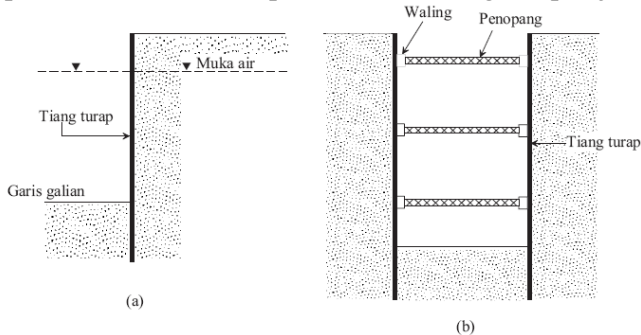 Waling
Penopang
Muka air
Tiang turap
Tiang turap
Garis galian
(a)
(b)